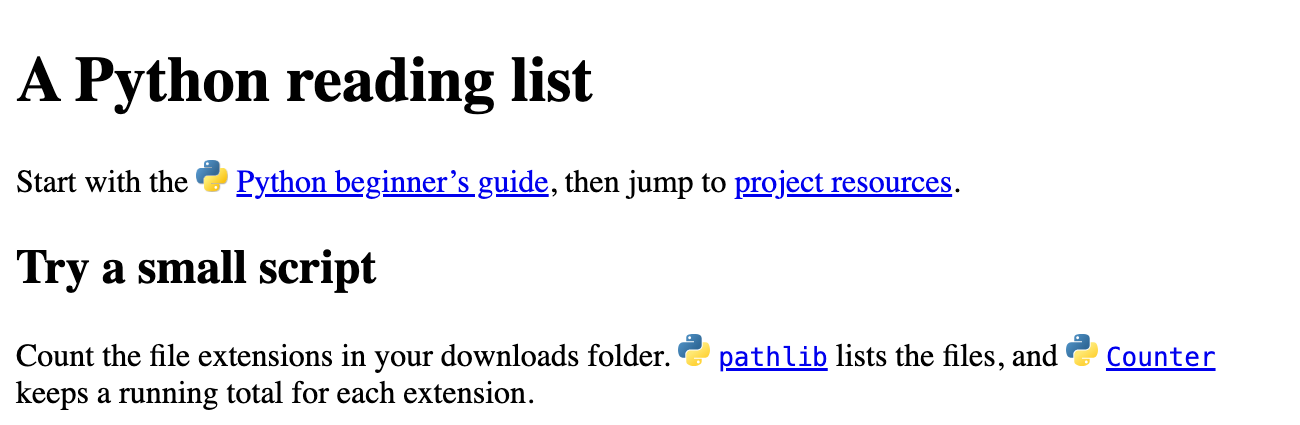 A Python reading list
Start with the Python beginner’s guide, then jump to project resources.
Try a small script
Count the file extensions in your downloads folder. pathlib lists the files, and Counter
keeps a running total for each extension.